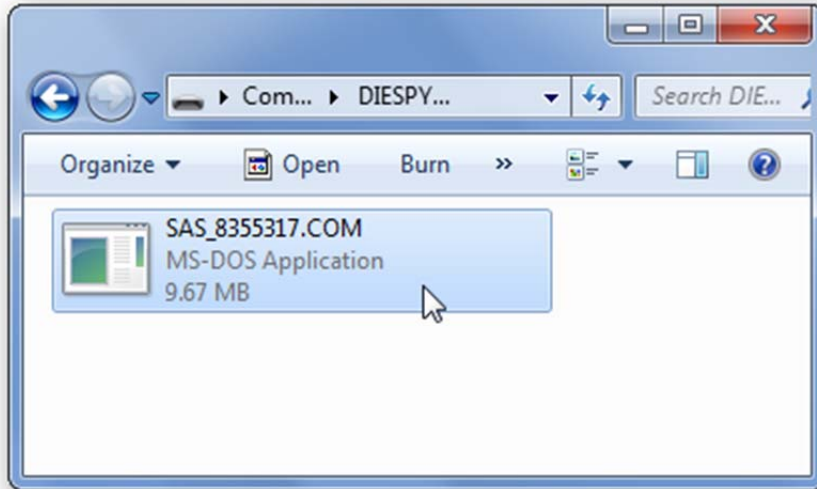 Com... DIESPY... Search DIE...
Organize Open Burn »
SAS_8355317.COM
MS-DOS Application
9.67 MB